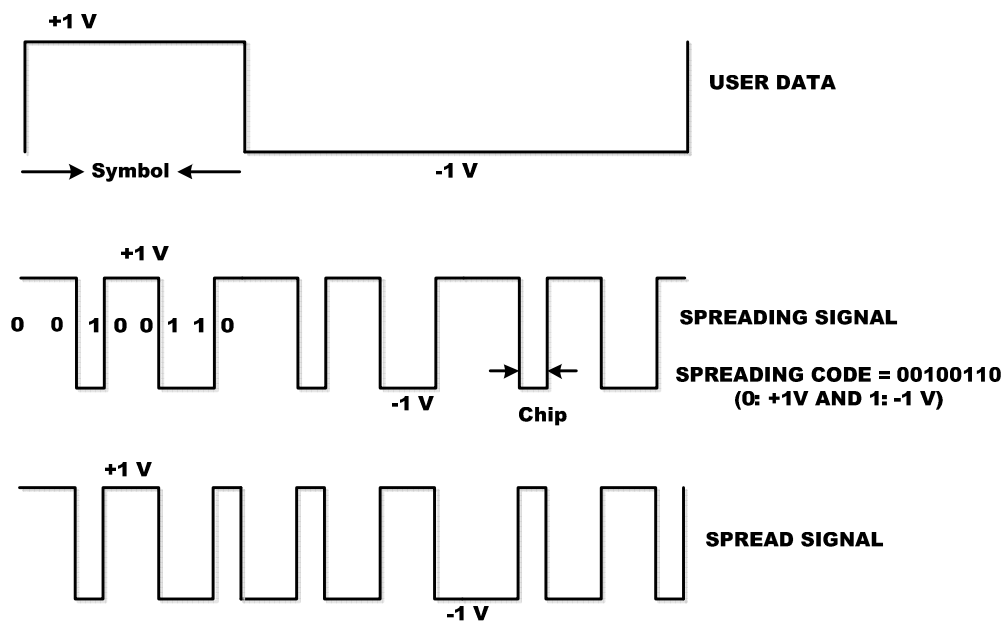 +1 V
USER DATA
Symbol
-1 V
+1 V
0 0 1 0 0 1 1 0
SPREADING SIGNAL
SPREADING CODE = 00100110
(0: +1V AND 1: -1 V)
-1 V
Chip
+1 V
SPREAD SIGNAL
-1 V